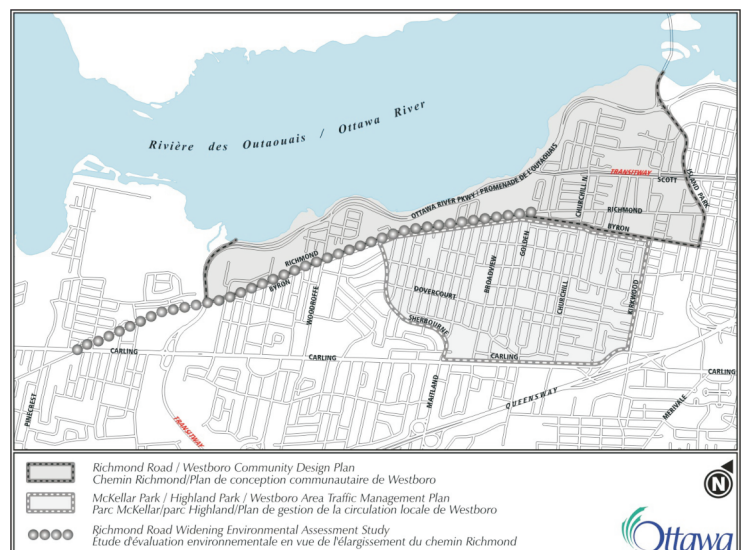 Rivière des Outaouais / Ottawa River
OTTAWA RIVER PKWY / PROMENADE DE L'OUTAOUAIS
TRANSITWAY
SCOTT
ISLAND PARK
CHURCHILL N.
RICHMOND
BYRON
RICHMOND
BYRON
GOLDEN
BROADVIEW
DOVERCOURT
CHURCHILL
KIRKWOOD
WOODROFFE
SHERBOURNE
CARLING
CARLING
CARLING
CARLING
PINECREST
MAITLAND
QUEENSWAY
MERIVALE
TRANSITWAY
Richmond Road / Westboro Community Design Plan
Chemin Richmond/Plan de conception communautaire de Westboro
McKellar Park / Highland Park / Westboro Area Traffic Management Plan
Parc McKellar/parc Highland/Plan de gestion de la circulation locale de Westboro
Richmond Road Widening Environmental Assessment Study
Étude d'évaluation environnementale en vue de l'élargissement du chemin Richmond
N
Ottawa